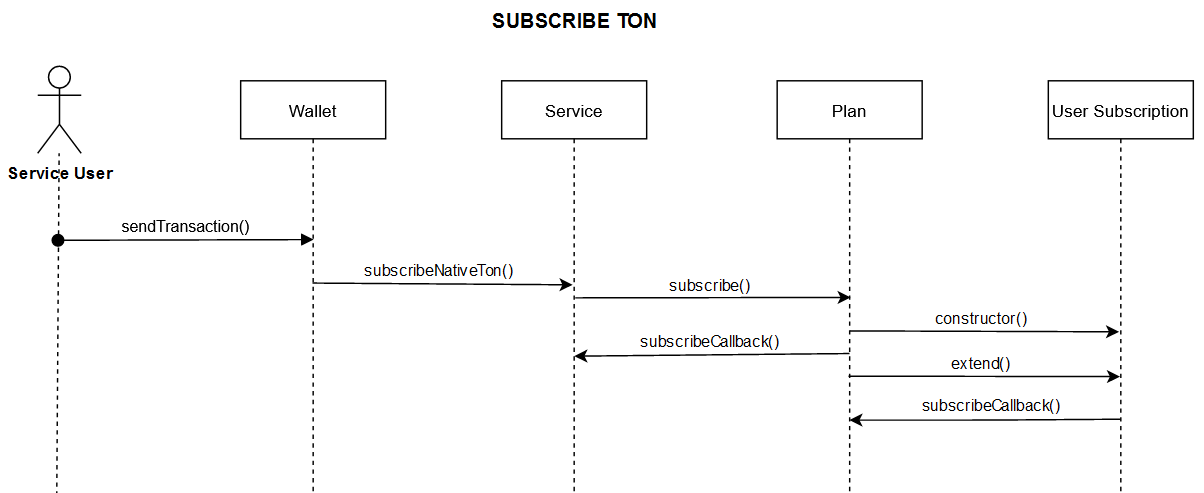 SUBSCRIBE TON
Wallet
Service
Plan
User Subscription
Service User
sendTransaction()
subscribeNativeTon()
subscribe()
constructor()
subscribeCallback()
extend()
subscribeCallback()